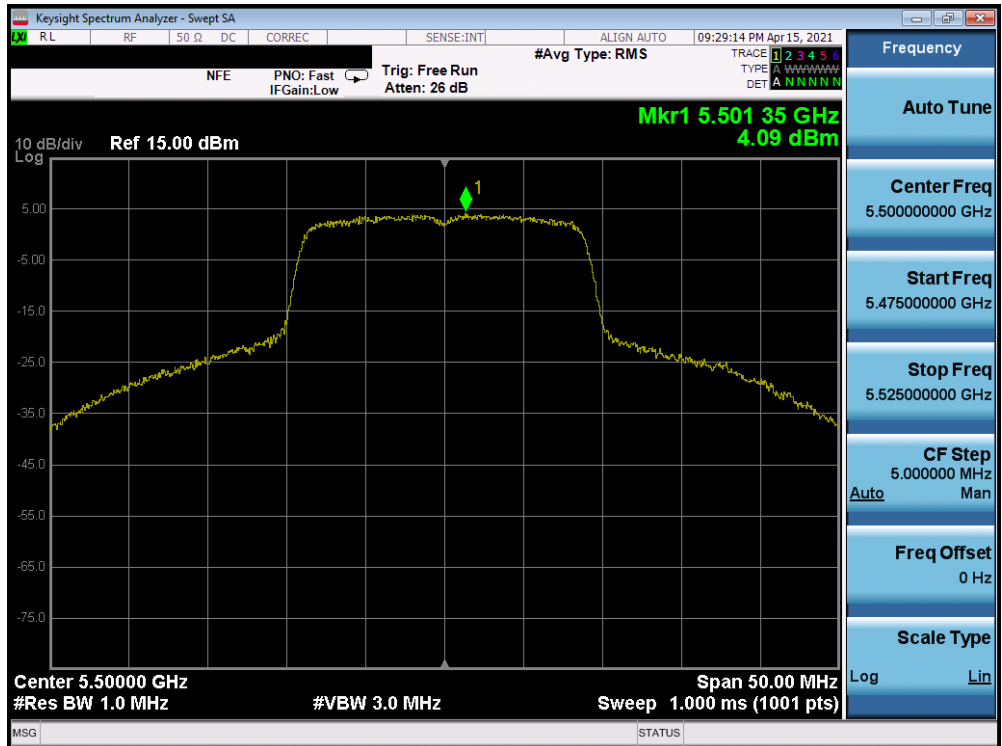 Keysight Spectrum Analyzer - Swept SA
LXI RL RF 50 Ω DC CORREC SENSE:INT ALIGN AUTO 09:29:14 PM Apr 15, 2021
NFE PNO: Fast Trig: Free Run #Avg Type: RMS TRACE 1 2 3 4 5 6
IFGain:Low Atten: 26 dB TYPE A WWWWW
DET A N N N N N
Mkr1 5.501 35 GHz
4.09 dBm
10 dB/div Ref 15.00 dBm
Log
1
5.00
-5.00
-15.0
-25.0
-35.0
-45.0
-55.0
-65.0
-75.0
Center 5.50000 GHz Span 50.00 MHz
#Res BW 1.0 MHz #VBW 3.0 MHz Sweep 1.000 ms (1001 pts)
MSG STATUS
Frequency
Auto Tune
Center Freq
5.500000000 GHz
Start Freq
5.475000000 GHz
Stop Freq
5.525000000 GHz
CF Step
5.000000 MHz
Auto Man
Freq Offset
0 Hz
Scale Type
Log Lin